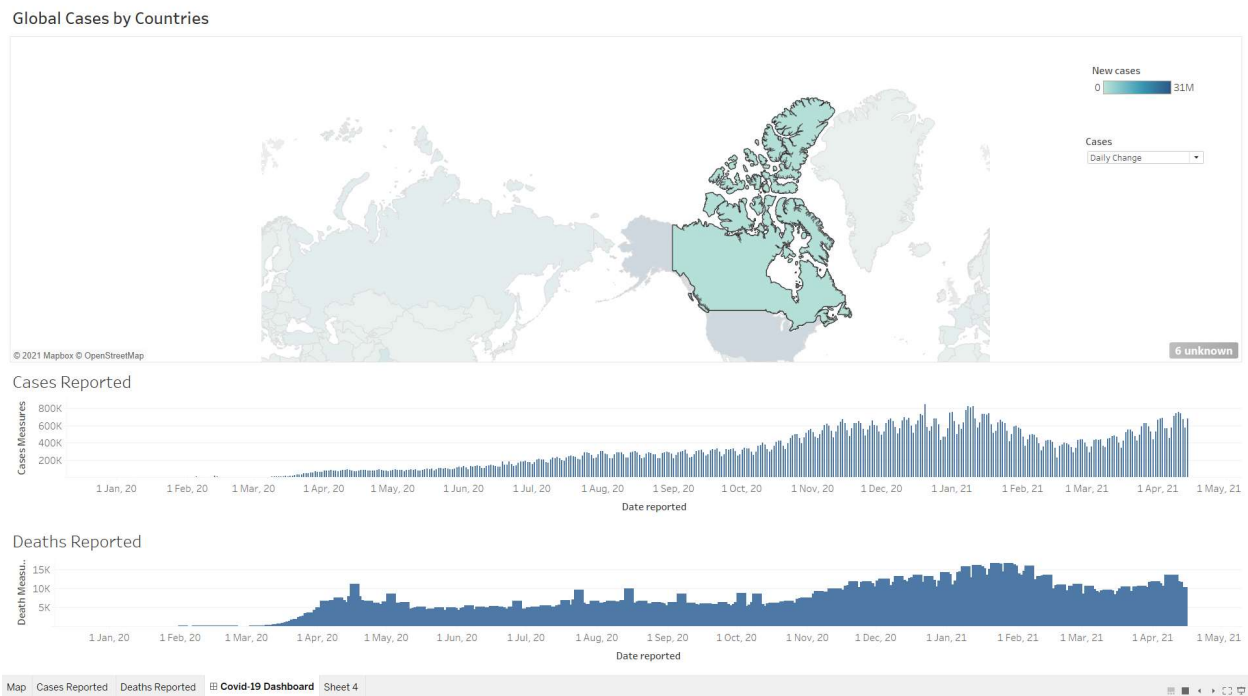 Global Cases by Countries
New cases
0 31M
Cases
Daily Change
© 2021 Mapbox © OpenStreetMap
6 unknown
Cases Reported
Cases Measures
800K
600K
400K
200K
1 Jan, 20 1 Feb, 20 1 Mar, 20 1 Apr, 20 1 May, 20 1 Jun, 20 1 Jul, 20 1 Aug, 20 1 Sep, 20 1 Oct, 20 1 Nov, 20 1 Dec, 20 1 Jan, 21 1 Feb, 21 1 Mar, 21 1 Apr, 21 1 May, 21
Date reported
Deaths Reported
Death Measu..
15K
10K
5K
1 Jan, 20 1 Feb, 20 1 Mar, 20 1 Apr, 20 1 May, 20 1 Jun, 20 1 Jul, 20 1 Aug, 20 1 Sep, 20 1 Oct, 20 1 Nov, 20 1 Dec, 20 1 Jan, 21 1 Feb, 21 1 Mar, 21 1 Apr, 21 1 May, 21
Date reported
Map Cases Reported Deaths Reported Covid-19 Dashboard Sheet 4